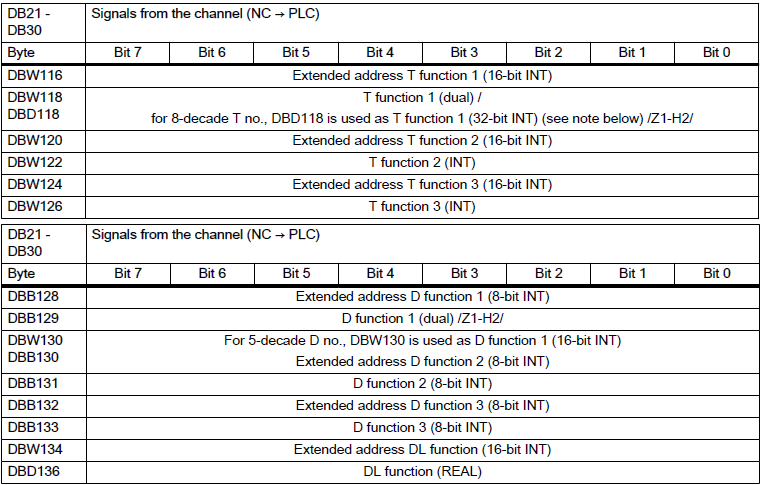 DB21 - Signals from the channel (NC → PLC)
DB30
Byte Bit 7 Bit 6 Bit 5 Bit 4 Bit 3 Bit 2 Bit 1 Bit 0
DBW116 Extended address T function 1 (16-bit INT)
DBW118 T function 1 (dual) /
DBD118 for 8-decade T no., DBD118 is used as T function 1 (32-bit INT) (see note below) /Z1-H2/
DBW120 Extended address T function 2 (16-bit INT)
DBW122 T function 2 (INT)
DBW124 Extended address T function 3 (16-bit INT)
DBW126 T function 3 (INT)
DB21 - Signals from the channel (NC → PLC)
DB30
Byte Bit 7 Bit 6 Bit 5 Bit 4 Bit 3 Bit 2 Bit 1 Bit 0
DBB128 Extended address D function 1 (8-bit INT)
DBB129 D function 1 (dual) /Z1-H2/
DBW130 For 5-decade D no., DBW130 is used as D function 1 (16-bit INT)
DBB130 Extended address D function 2 (8-bit INT)
DBB131 D function 2 (8-bit INT)
DBB132 Extended address D function 3 (8-bit INT)
DBB133 D function 3 (8-bit INT)
DBW134 Extended address DL function (16-bit INT)
DBD136 DL function (REAL)